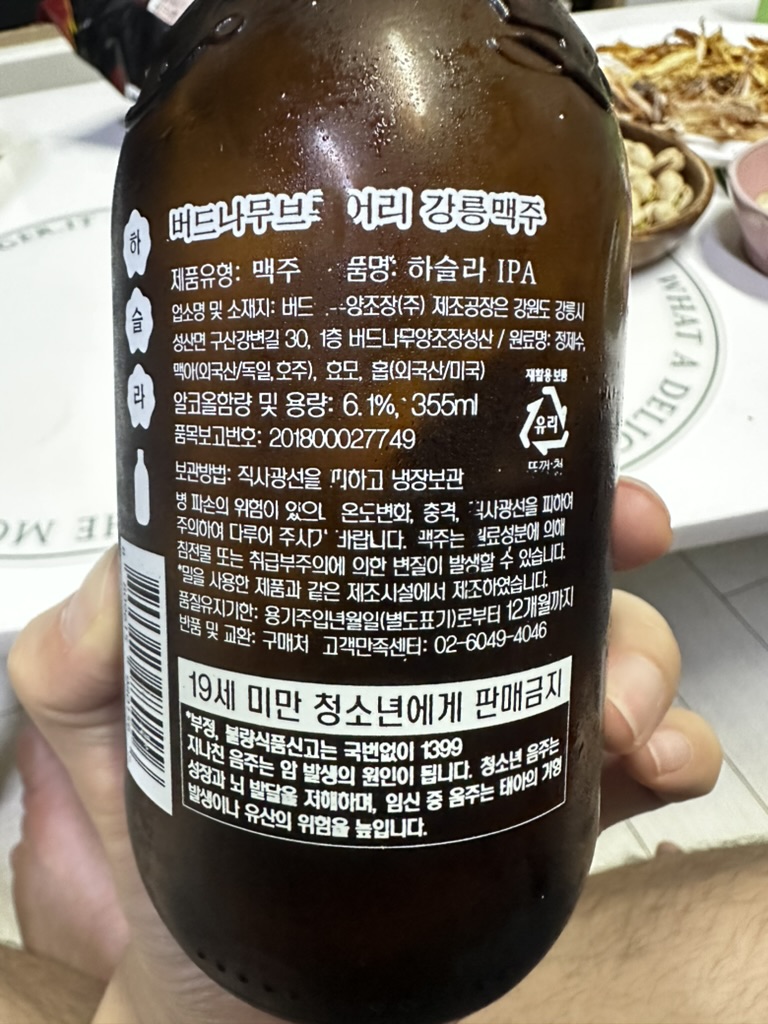 버드나무브 어리 강릉맥주
하
슬
라
제품유형: 맥주 품명: 하슬라 IPA
업소명 및 소재지: 버드 양조장(주) 제조공장은 강원도 강릉시
성산면 구산강변길 30, 1층 버드나무양조장성산 / 원료명: 정제수,
맥아(외국산/독일,호주), 효모, 홉(외국산/미국)
알코올함량 및 용량: 6.1%, 355ml
품목보고번호: 201800027749
재활용 보통
유리
뚜껑:철
보관방법: 직사광선을 피하고 냉장보관
병 파손의 위험이 있으니 온도변화, 충격, 직사광선을 피하여
주의하여 다루어 주시기 바랍니다. 맥주는 원료성분에 의해
침전물 또는 취급부주의에 의한 변질이 발생할 수 있습니다.
*밀을 사용한 제품과 같은 제조시설에서 제조하였습니다.
품질유지기한: 용기주입년월일(별도표기)로부터 12개월까지
반품 및 교환: 구매처 고객만족센터: 02-6049-4046
19세 미만 청소년에게 판매금지
*부정, 불량식품신고는 국번없이 1399
지나친 음주는 암 발생의 원인이 됩니다. 청소년 음주는
성장과 뇌 발달을 저해하며, 임신 중 음주는 태아의 기형
발생이나 유산의 위험을 높입니다.
WHAT A DELIC
THE MO